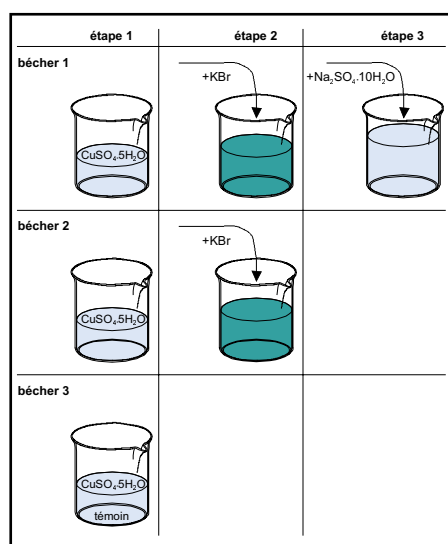 étape 1 étape 2 étape 3
bécher 1
+KBr
+Na₂SO₄.10H₂O
CuSO₄.5H₂O
bécher 2
+KBr
CuSO₄.5H₂O
bécher 3
CuSO₄.5H₂O
témoin